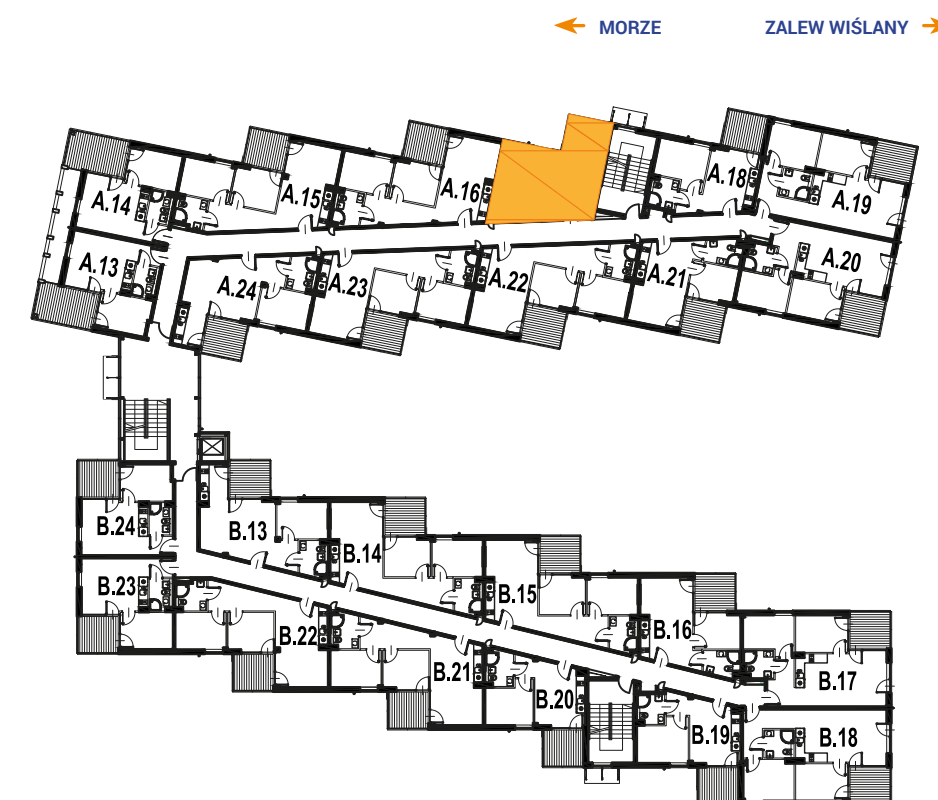 MORZE ZALEW WIŚLANY
A.14 A.15 A.16 A.18 A.19
A.13 A.24 A.23 A.22 A.21 A.20
B.24 B.13 B.14 B.15 B.16 B.17
B.23 B.22 B.21 B.20 B.19 B.18